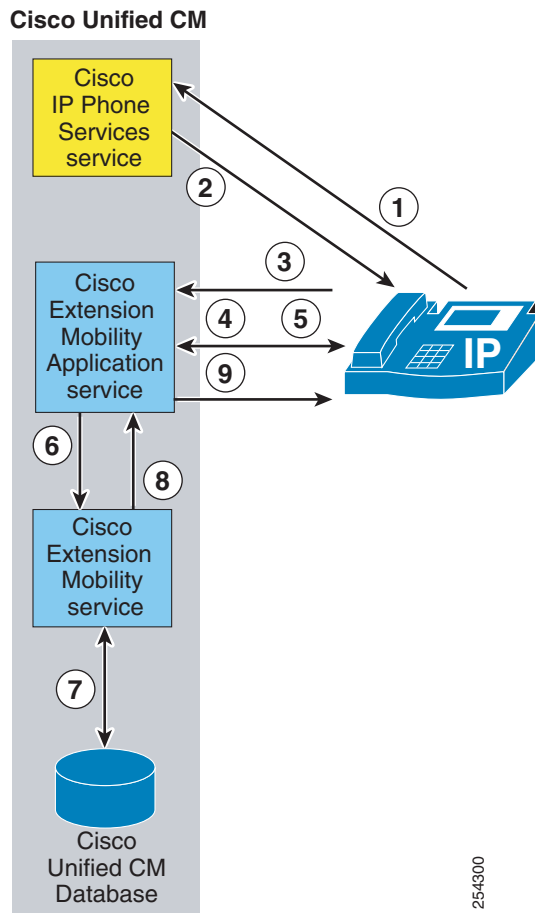 Cisco Unified CM
Cisco
IP Phone
Services
service
1
2
3
Cisco
Extension
Mobility
Application
service
4
5
IP
9
6
8
Cisco
Extension
Mobility
service
7
Cisco
Unified CM
Database
254300